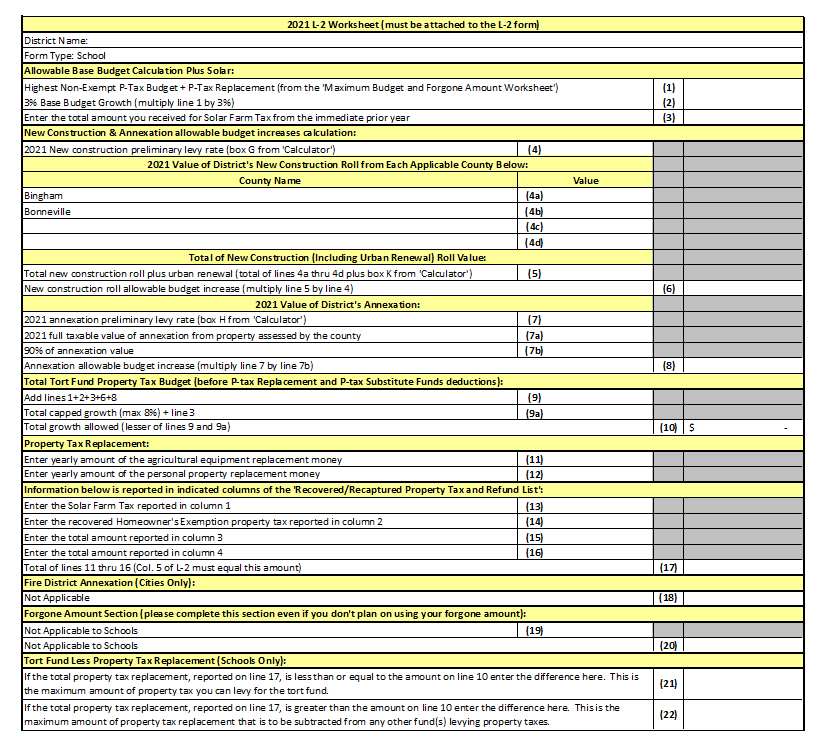 2021 L-2 Worksheet (must be attached to the L-2 form)
District Name:
Form Type: School
Allowable Base Budget Calculation Plus Solar:
Highest Non-Exempt P-Tax Budget + P-Tax Replacement (from the 'Maximum Budget and Forgone Amount Worksheet') (1)
3% Base Budget Growth (multiply line 1 by 3%) (2)
Enter the total amount you received for Solar Farm Tax from the immediate prior year (3)
New Construction & Annexation allowable budget increases calculation:
2021 New construction preliminary levy rate (box G from 'Calculator') (4)
2021 Value of District's New Construction Roll from Each Applicable County Below:
County Name Value
Bingham (4a)
Bonneville (4b)
(4c)
(4d)
Total of New Construction (Including Urban Renewal) Roll Value:
Total new construction roll plus urban renewal (total of lines 4a thru 4d plus box K from 'Calculator') (5)
New construction roll allowable budget increase (multiply line 5 by line 4) (6)
2021 Value of District's Annexation:
2021 annexation preliminary levy rate (box H from 'Calculator') (7)
2021 full taxable value of annexation from property assessed by the county (7a)
90% of annexation value (7b)
Annexation allowable budget increase (multiply line 7 by line 7b) (8)
Total Tort Fund Property Tax Budget (before P-tax Replacement and P-tax Substitute Funds deductions):
Add lines 1+2+3+6+8 (9)
Total capped growth (max 8%) + line 3 (9a)
Total growth allowed (lesser of lines 9 and 9a) (10) $ -
Property Tax Replacement:
Enter yearly amount of the agricultural equipment replacement money (11)
Enter yearly amount of the personal property replacement money (12)
Information below is reported in indicated columns of the 'Recovered/Recaptured Property Tax and Refund List':
Enter the Solar Farm Tax reported in column 1 (13)
Enter the recovered Homeowner's Exemption property tax reported in column 2 (14)
Enter the total amount reported in column 3 (15)
Enter the total amount reported in column 4 (16)
Total of lines 11 thru 16 (Col. 5 of L-2 must equal this amount) (17)
Fire District Annexation (Cities Only):
Not Applicable (18)
Forgone Amount Section (please complete this section even if you don't plan on using your forgone amount):
Not Applicable to Schools (19)
Not Applicable to Schools (20)
Tort Fund Less Property Tax Replacement (Schools Only):
If the total property tax replacement, reported on line 17, is less than or equal to the amount on line 10 enter the difference here. This is
the maximum amount of property tax you can levy for the tort fund. (21)
If the total property tax replacement, reported on line 17, is greater than the amount on line 10 enter the difference here. This is the
maximum amount of property tax replacement that is to be subtracted from any other fund(s) levying property taxes. (22)